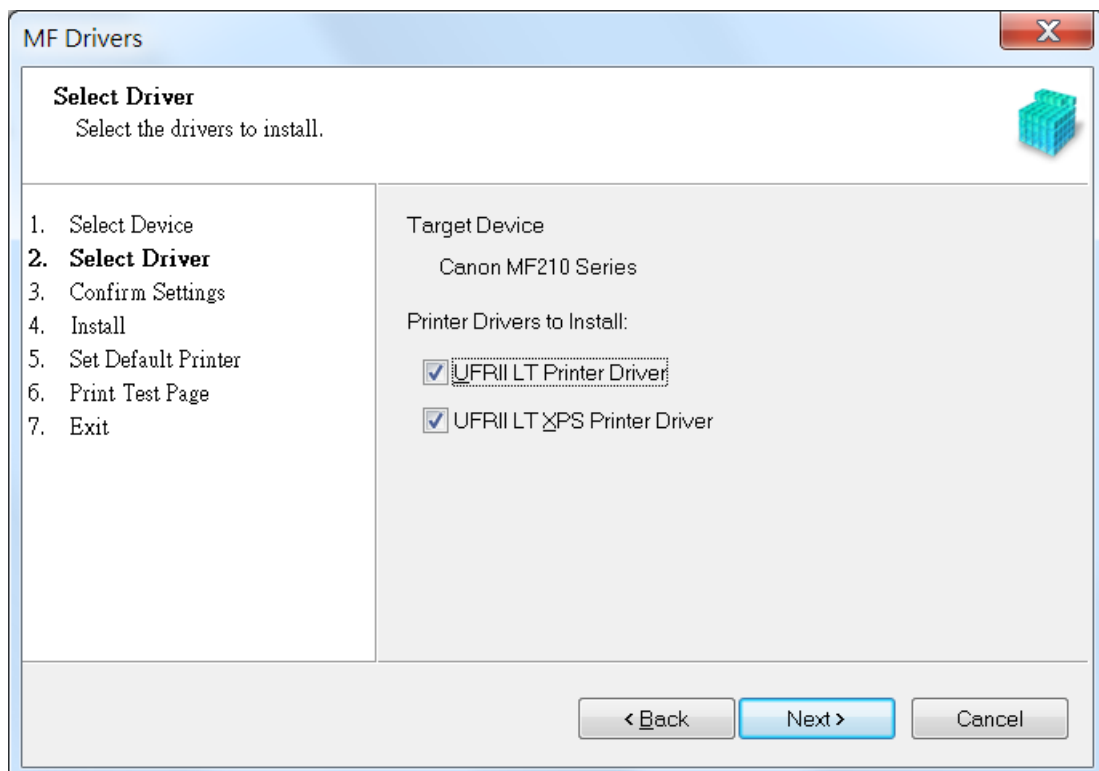 MF Drivers
X
Select Driver
Select the drivers to install.
1. Select Device
2. Select Driver
3. Confirm Settings
4. Install
5. Set Default Printer
6. Print Test Page
7. Exit
Target Device
Canon MF210 Series
Printer Drivers to Install:
UFRII LT Printer Driver
UFRII LT XPS Printer Driver
< Back Next > Cancel